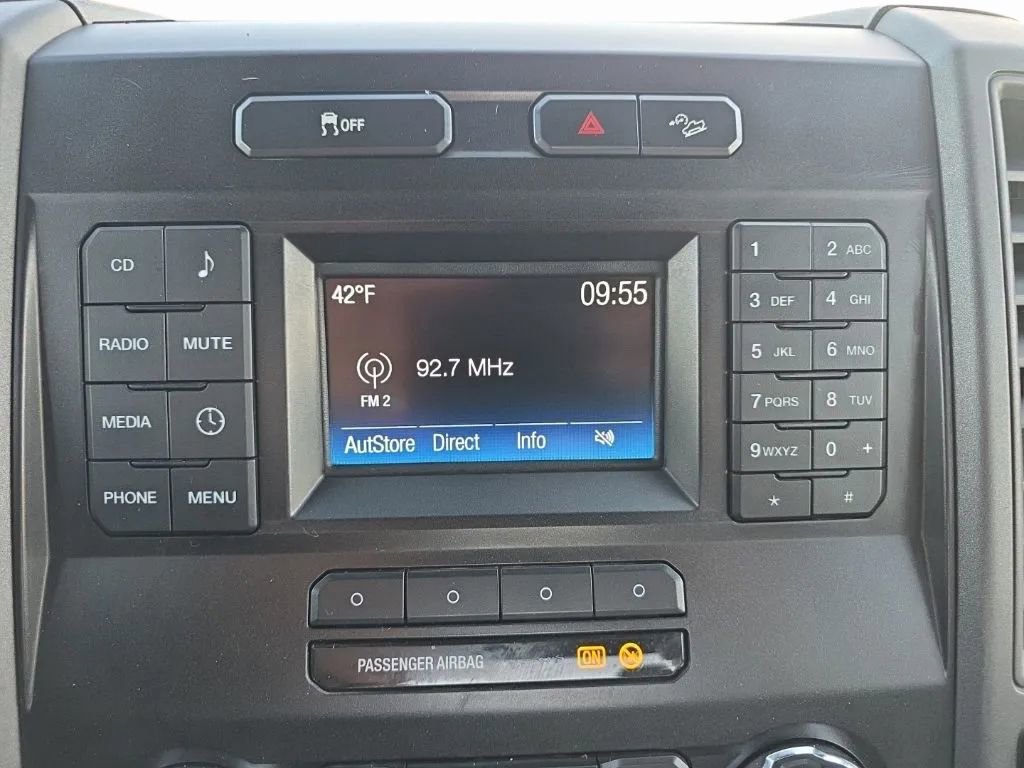 OFF
CD
RADIO MUTE
MEDIA
PHONE MENU
42°F 09:55
92.7 MHz
FM 2
AutStore Direct Info
1 2 ABC
3 DEF 4 GHI
5 JKL 6 MNO
7 PQRS 8 TUV
9 WXYZ 0 +
* #
PASSENGER AIRBAG ON